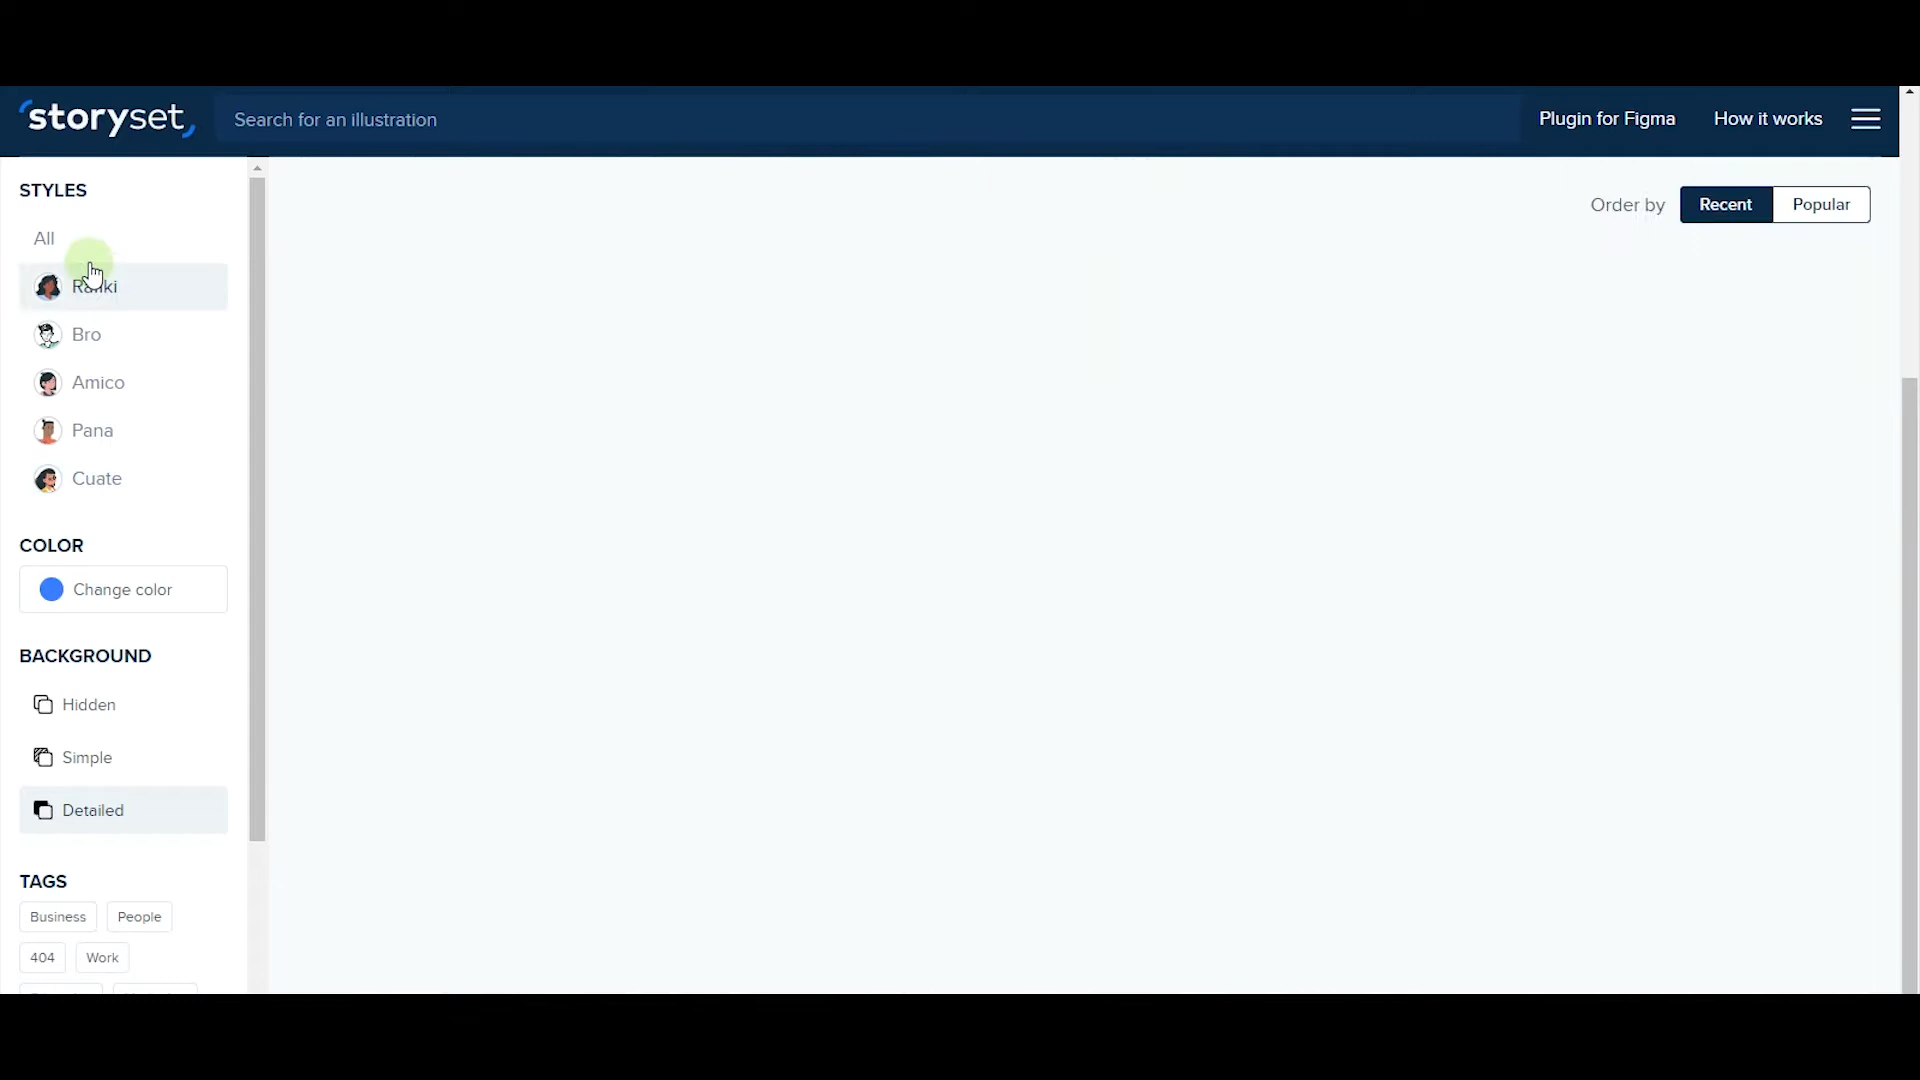 storyset
Search for an illustration
Plugin for Figma
How it works
STYLES
Order by
Recent
Popular
All
Rafiki
Bro
Amico
Pana
Cuate
COLOR
Change color
BACKGROUND
Hidden
Simple
Detailed
TAGS
Business
People
404
Work